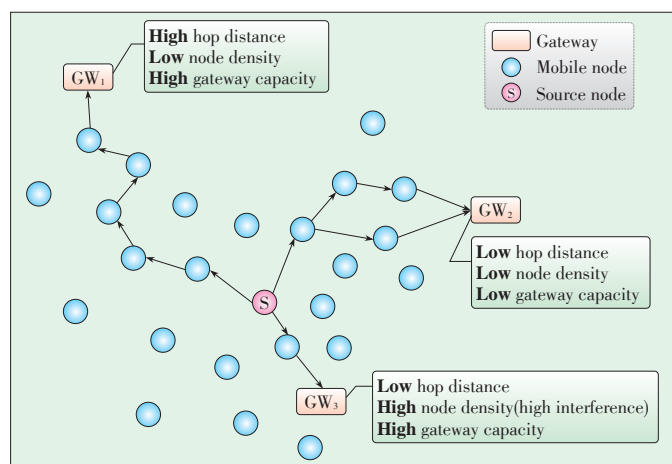 High hop distance
Low node density
High gateway capacity
GW₁
Gateway
Mobile node
S
Source node
GW₂
Low hop distance
Low node density
Low gateway capacity
S
GW₃
Low hop distance
High node density(high interference)
High gateway capacity